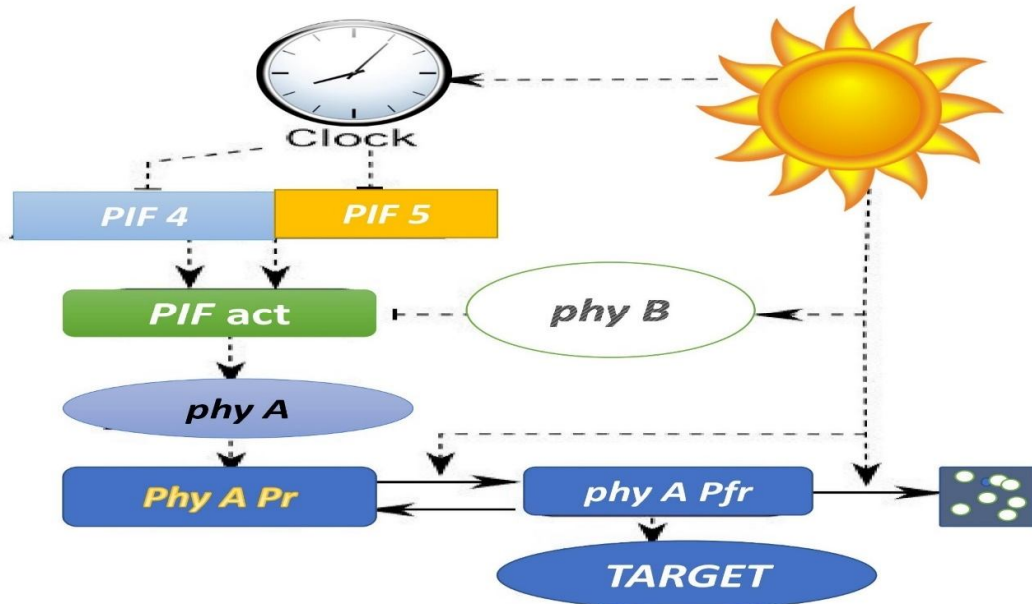 Clock
PIF 4
PIF 5
PIF act
phy B
phy A
Phy A Pr
phy A Pfr
TARGET